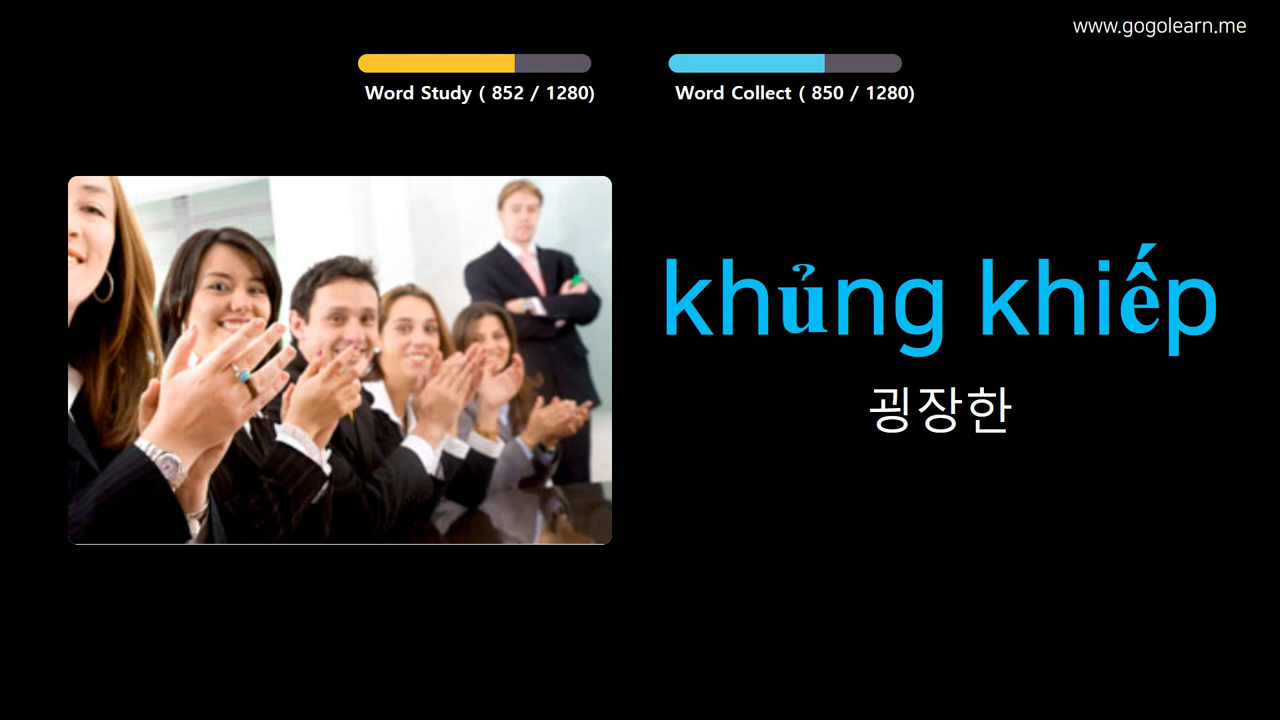 www.gogolearn.me
Word Study ( 852 / 1280)
Word Collect ( 850 / 1280)
khủng khiếp
굉장한